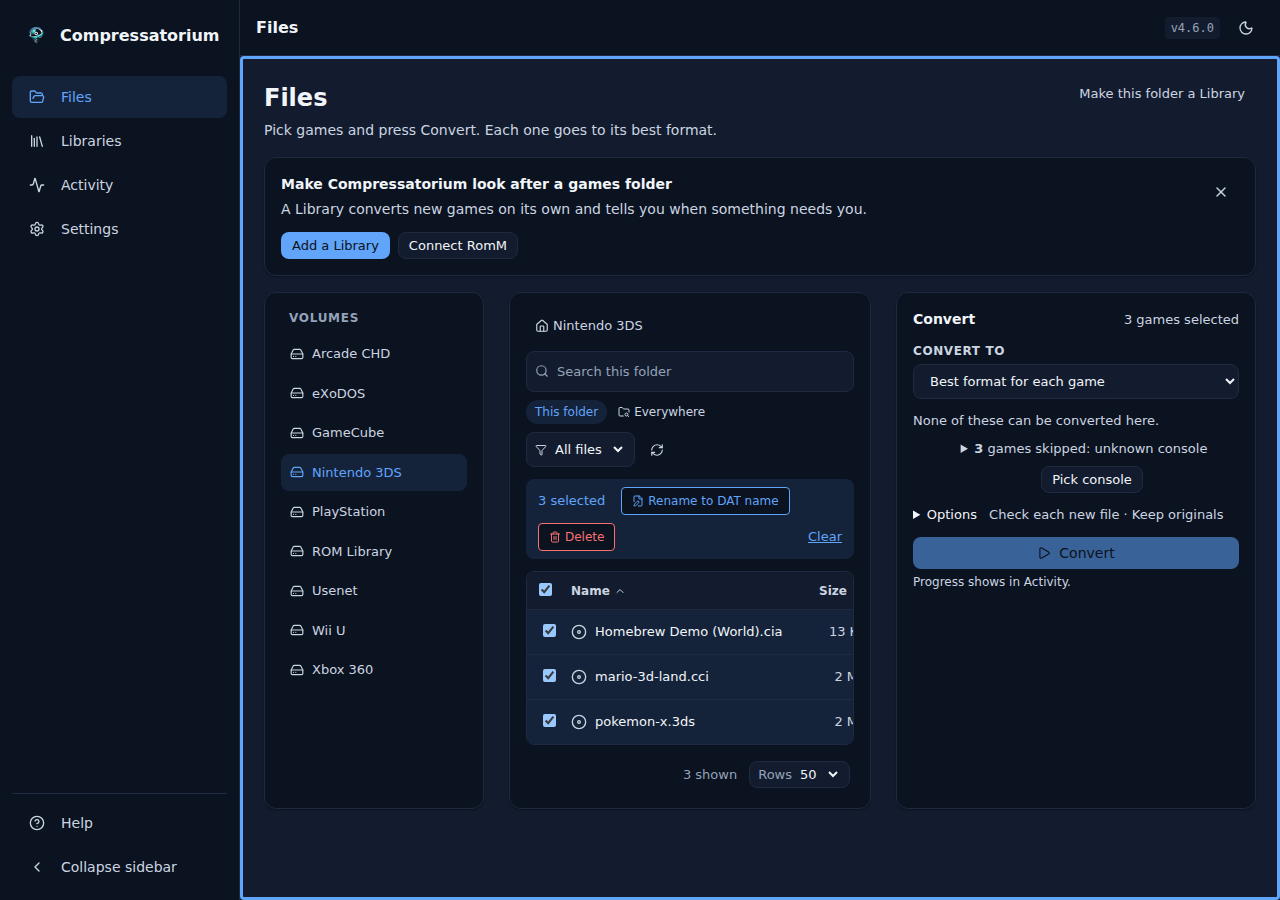 Compressatorium
Files
Libraries
Activity
Settings
Help
Collapse sidebar
Files
v4.6.0
Files
Make this folder a Library
Pick games and press Convert. Each one goes to its best format.
Make Compressatorium look after a games folder
A Library converts new games on its own and tells you when something needs you.
Add a Library
Connect RomM
VOLUMES
Arcade CHD
eXoDOS
GameCube
Nintendo 3DS
PlayStation
ROM Library
Usenet
Wii U
Xbox 360
Nintendo 3DS
Search this folder
This folder
Everywhere
All files
3 selected
Rename to DAT name
Delete
Clear
Name
Size
Homebrew Demo (World).cia
13
mario-3d-land.cci
2
pokemon-x.3ds
2
3 shown
Rows 50
Convert
3 games selected
CONVERT TO
Best format for each game
None of these can be converted here.
3 games skipped: unknown console
Pick console
Options
Check each new file · Keep originals
Convert
Progress shows in Activity.